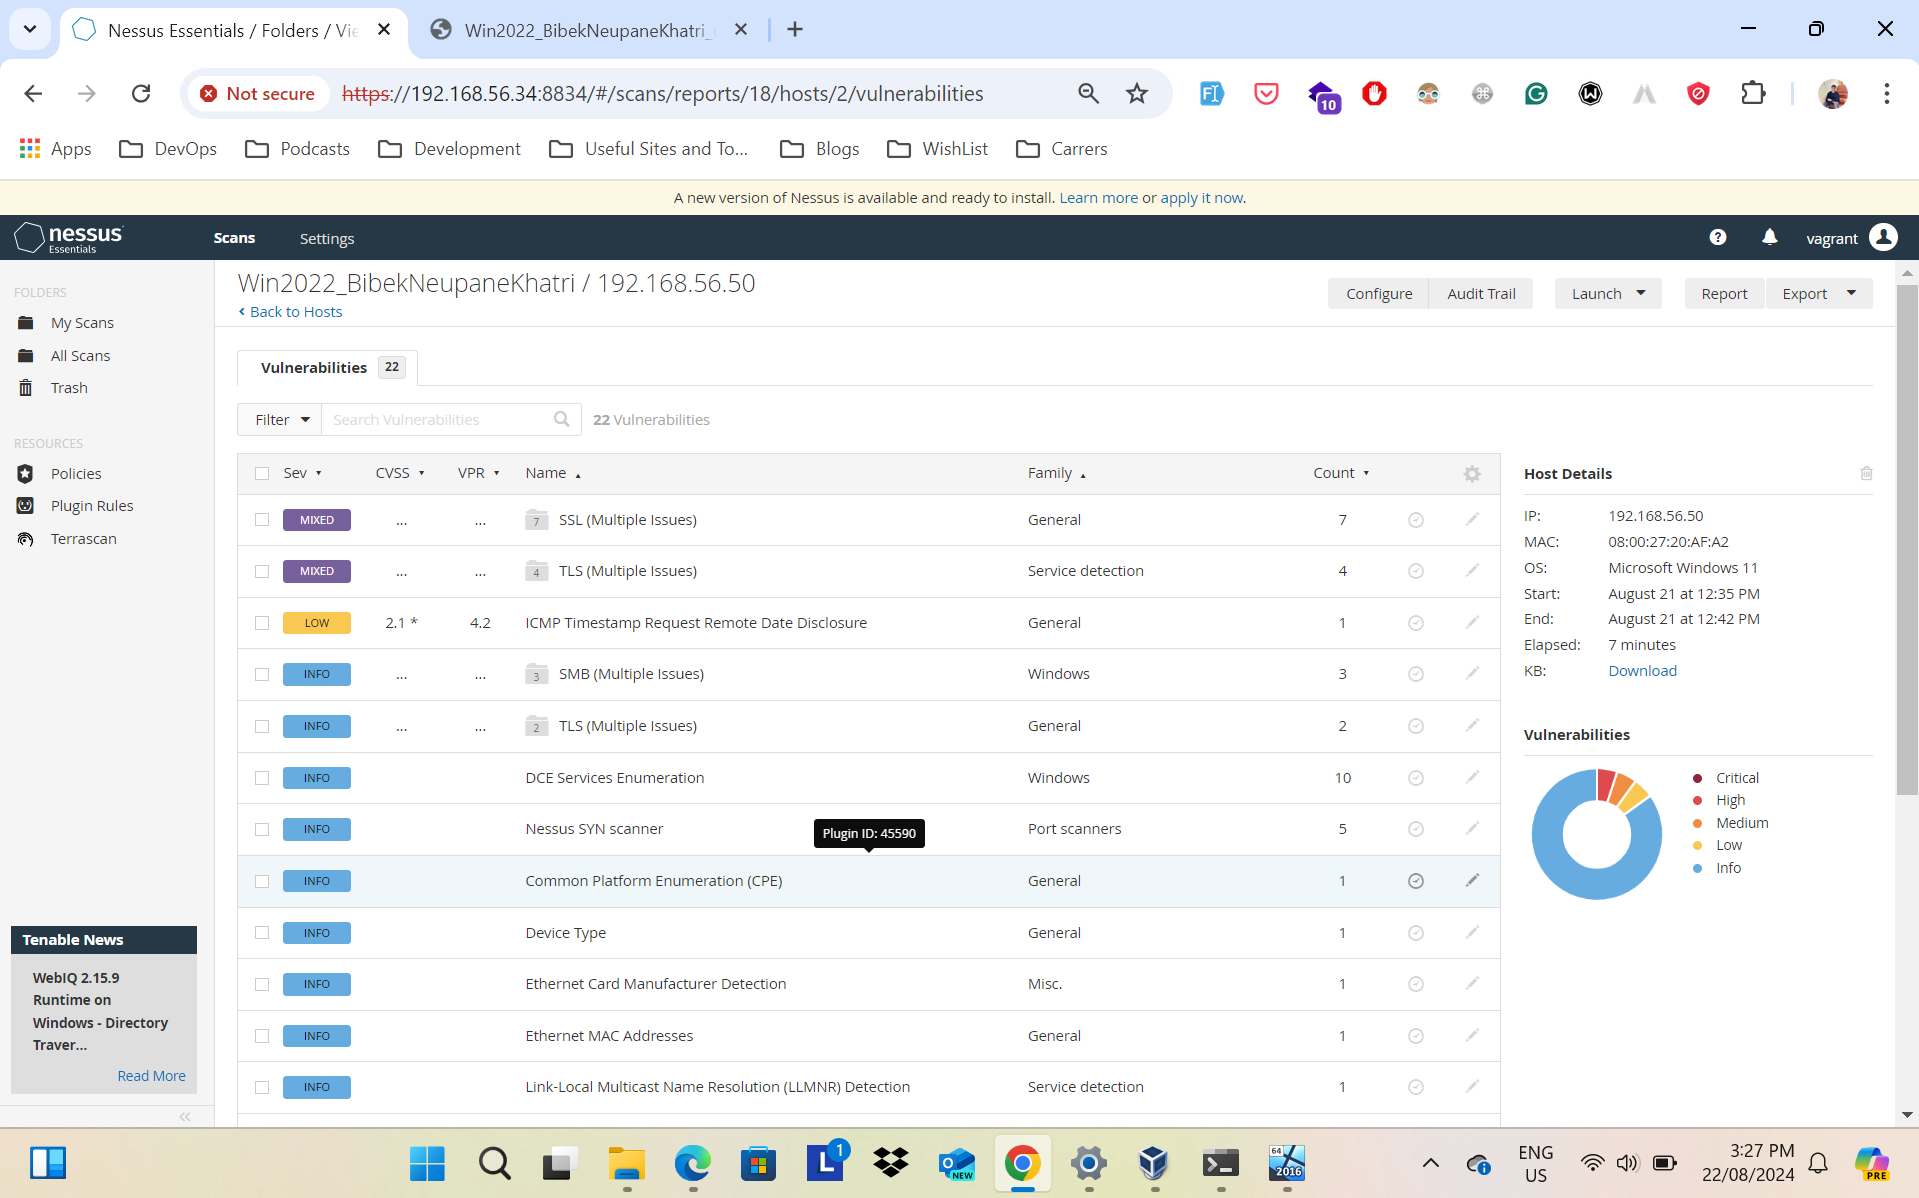 Nessus Essentials / Folders / Vie
Win2022_BibekNeupaneKhatri_
Not secure
https://192.168.56.34:8834/#/scans/reports/18/hosts/2/vulnerabilities
10
Apps
DevOps
Podcasts
Development
Useful Sites and To...
Blogs
WishList
Carrers
A new version of Nessus is available and ready to install. Learn more or apply it now.
nessus
Essentials
Scans
Settings
vagrant
FOLDERS
My Scans
All Scans
Trash
RESOURCES
Policies
Plugin Rules
Terrascan
Tenable News
WebIQ 2.15.9
Runtime on
Windows - Directory
Traver...
Read More
Win2022_BibekNeupaneKhatri / 192.168.56.50
Back to Hosts
Configure
Audit Trail
Launch
Report
Export
Vulnerabilities 22
Filter
Search Vulnerabilities
22 Vulnerabilities
Sev CVSS VPR Name Family Count
MIXED ... ... 7 SSL (Multiple Issues) General 7
MIXED ... ... 4 TLS (Multiple Issues) Service detection 4
LOW 2.1 * 4.2 ICMP Timestamp Request Remote Date Disclosure General 1
INFO ... ... 3 SMB (Multiple Issues) Windows 3
INFO ... ... 2 TLS (Multiple Issues) General 2
INFO DCE Services Enumeration Windows 10
INFO Nessus SYN scanner Port scanners 5
Plugin ID: 45590
INFO Common Platform Enumeration (CPE) General 1
INFO Device Type General 1
INFO Ethernet Card Manufacturer Detection Misc. 1
INFO Ethernet MAC Addresses General 1
INFO Link-Local Multicast Name Resolution (LLMNR) Detection Service detection 1
Host Details
IP: 192.168.56.50
MAC: 08:00:27:20:AF:A2
OS: Microsoft Windows 11
Start: August 21 at 12:35 PM
End: August 21 at 12:42 PM
Elapsed: 7 minutes
KB: Download
Vulnerabilities
Critical
High
Medium
Low
Info
L
1
NEW
64
2016
ENG
US
3:27 PM
22/08/2024
PRE